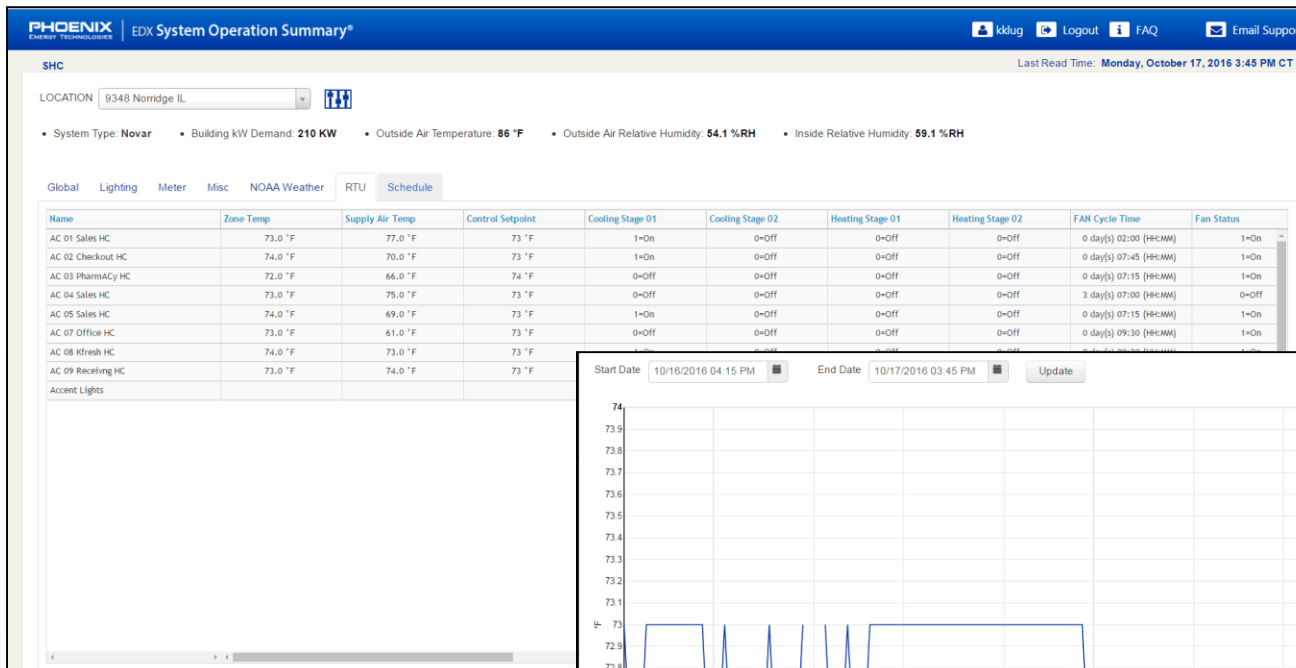 PHOENIX ENERGY TECHNOLOGIES | EDX System Operation Summary® kklug Logout i FAQ Email Suppo
SHC Last Read Time: Monday, October 17, 2016 3:45 PM CT
LOCATION 9348 Norridge IL
• System Type: Novar • Building kW Demand: 210 KW • Outside Air Temperature: 86 °F • Outside Air Relative Humidity: 54.1 %RH • Inside Relative Humidity: 59.1 %RH
Global Lighting Meter Misc NOAA Weather RTU Schedule
Name Zone Temp Supply Air Temp Control Setpoint Cooling Stage 01 Cooling Stage 02 Heating Stage 01 Heating Stage 02 FAN Cycle Time Fan Status
AC 01 Sales HC 73.0 °F 77.0 °F 73 °F 1=On 0=Off 0=Off 0=Off 0 day(s) 02:00 (HH:MM) 1=On
AC 02 Checkout HC 74.0 °F 70.0 °F 73 °F 1=On 0=Off 0=Off 0=Off 0 day(s) 07:45 (HH:MM) 1=On
AC 03 PharmACy HC 72.0 °F 66.0 °F 74 °F 0=Off 0=Off 0=Off 0=Off 0 day(s) 07:15 (HH:MM) 1=On
AC 04 Sales HC 73.0 °F 75.0 °F 73 °F 0=Off 0=Off 0=Off 0=Off 3 day(s) 07:00 (HH:MM) 0=Off
AC 05 Sales HC 74.0 °F 69.0 °F 73 °F 1=On 0=Off 0=Off 0=Off 0 day(s) 07:15 (HH:MM) 1=On
AC 07 Office HC 73.0 °F 61.0 °F 73 °F 0=Off 0=Off 0=Off 0=Off 0 day(s) 09:30 (HH:MM) 1=On
AC 08 Kfresh HC 74.0 °F 73.0 °F 73 °F
AC 09 Receivng HC 73.0 °F 74.0 °F 73 °F
Accent Lights
Start Date 10/16/2016 04:15 PM End Date 10/17/2016 03:45 PM Update
74
73.9
73.8
73.7
73.6
73.5
73.4
73.3
73.2
73.1
°F 73
72.9
72.8